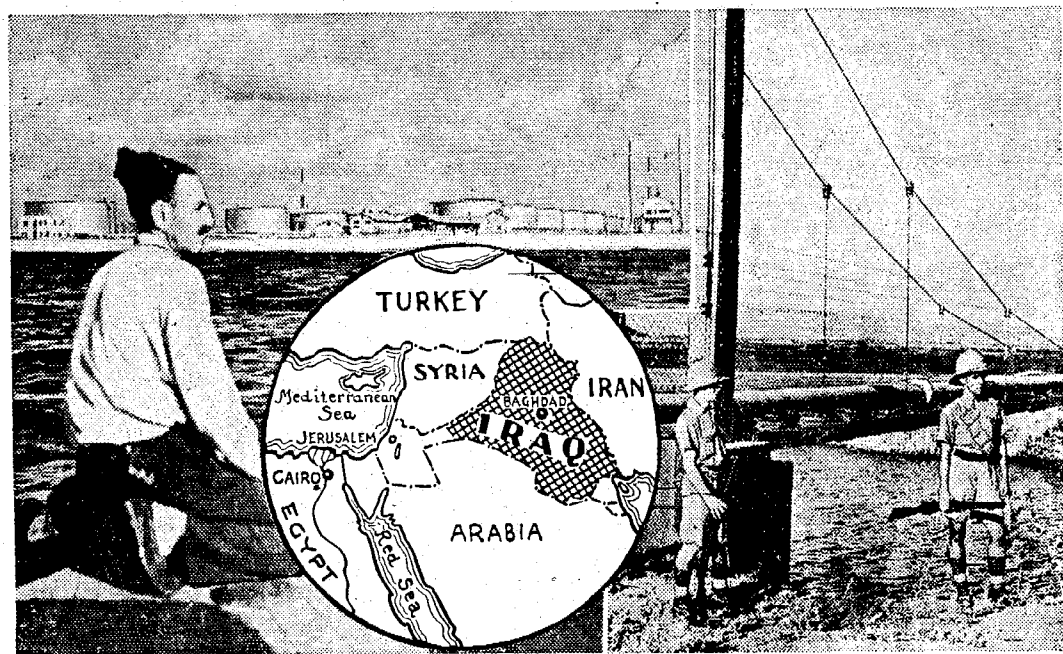 TURKEY
SYRIA
IRAN
Mediterranean
Sea
BAGHDAD
IRAQ
JERUSALEM
CAIRO
EGYPT
Red Sea
ARABIA